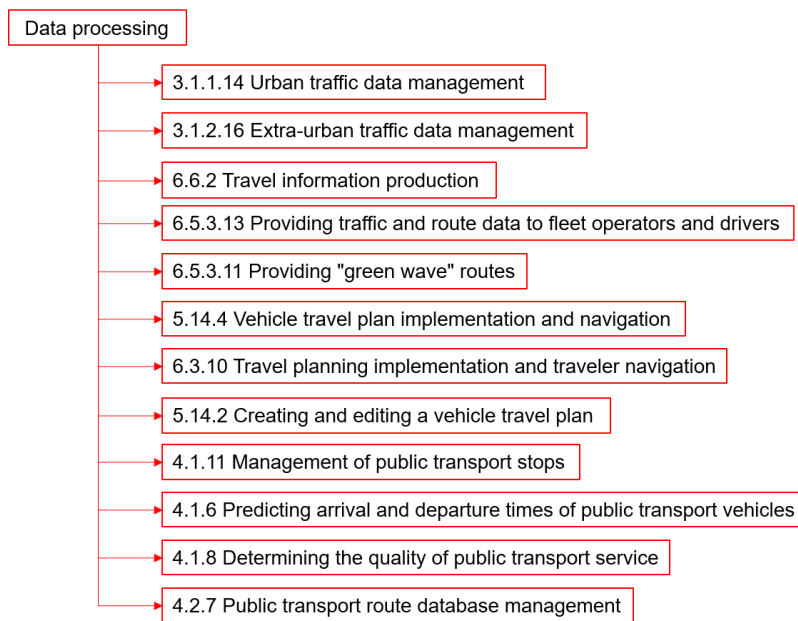 Data processing
3.1.1.14 Urban traffic data management
3.1.2.16 Extra-urban traffic data management
6.6.2 Travel information production
6.5.3.13 Providing traffic and route data to fleet operators and drivers
6.5.3.11 Providing "green wave" routes
5.14.4 Vehicle travel plan implementation and navigation
6.3.10 Travel planning implementation and traveler navigation
5.14.2 Creating and editing a vehicle travel plan
4.1.11 Management of public transport stops
4.1.6 Predicting arrival and departure times of public transport vehicles
4.1.8 Determining the quality of public transport service
4.2.7 Public transport route database management